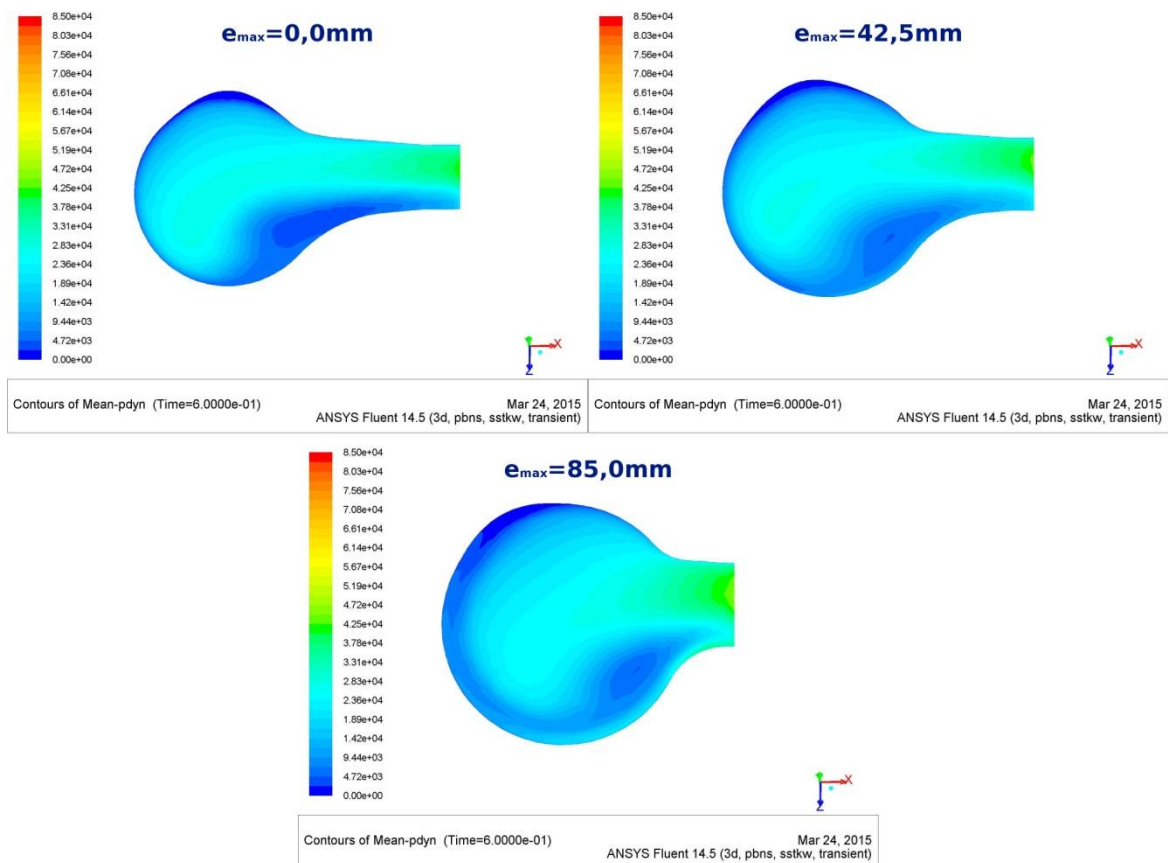 emax=0,0mm
8.50e+04
8.03e+04
7.56e+04
7.08e+04
6.61e+04
6.14e+04
5.67e+04
5.19e+04
4.72e+04
4.25e+04
3.78e+04
3.31e+04
2.83e+04
2.36e+04
1.89e+04
1.42e+04
9.44e+03
4.72e+03
0.00e+00
X
Z
Contours of Mean-pdyn (Time=6.0000e-01)
Mar 24, 2015
ANSYS Fluent 14.5 (3d, pbns, sstkw, transient)
emax=42,5mm
8.50e+04
8.03e+04
7.56e+04
7.08e+04
6.61e+04
6.14e+04
5.67e+04
5.19e+04
4.72e+04
4.25e+04
3.78e+04
3.31e+04
2.83e+04
2.36e+04
1.89e+04
1.42e+04
9.44e+03
4.72e+03
0.00e+00
X
Z
Contours of Mean-pdyn (Time=6.0000e-01)
Mar 24, 2015
ANSYS Fluent 14.5 (3d, pbns, sstkw, transient)
emax=85,0mm
8.50e+04
8.03e+04
7.56e+04
7.08e+04
6.61e+04
6.14e+04
5.67e+04
5.19e+04
4.72e+04
4.25e+04
3.78e+04
3.31e+04
2.83e+04
2.36e+04
1.89e+04
1.42e+04
9.44e+03
4.72e+03
0.00e+00
X
Z
Contours of Mean-pdyn (Time=6.0000e-01)
Mar 24, 2015
ANSYS Fluent 14.5 (3d, pbns, sstkw, transient)